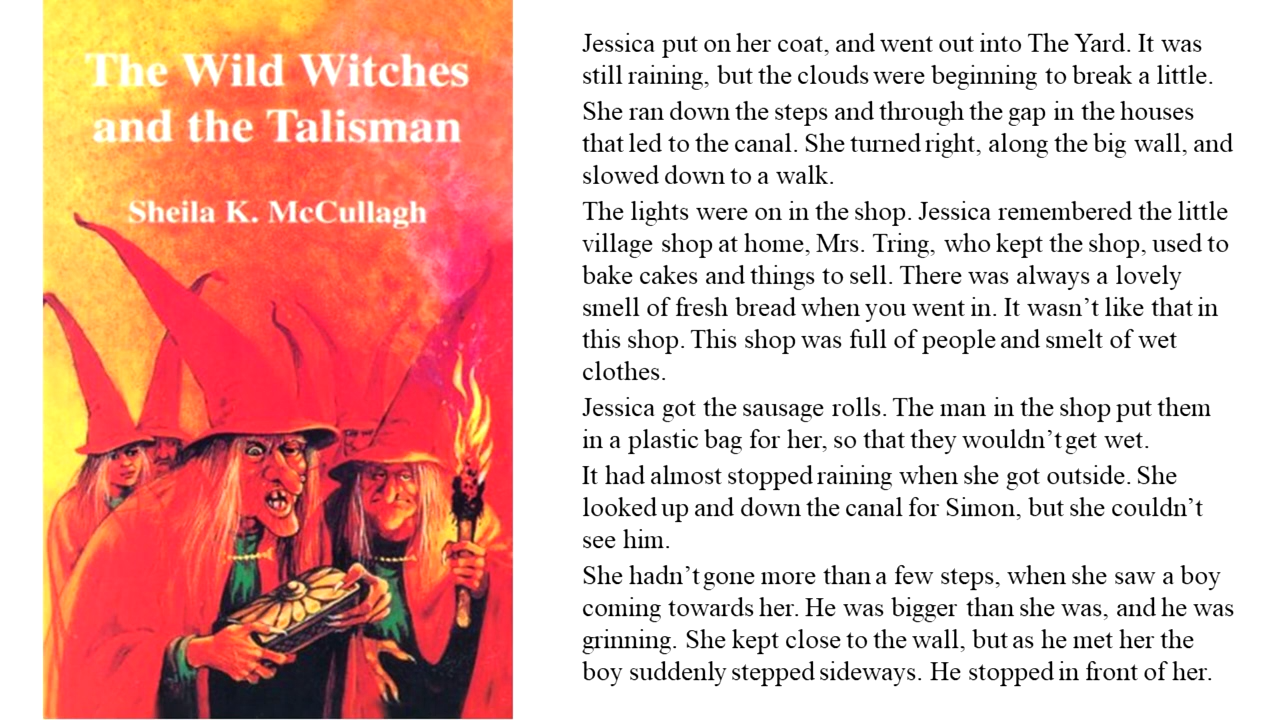 The Wild Witches
and the Talisman
Sheila K. McCullagh
Jessica put on her coat, and went out into The Yard. It was
still raining, but the clouds were beginning to break a little.
She ran down the steps and through the gap in the houses
that led to the canal. She turned right, along the big wall, and
slowed down to a walk.
The lights were on in the shop. Jessica remembered the little
village shop at home, Mrs. Tring, who kept the shop, used to
bake cakes and things to sell. There was always a lovely
smell of fresh bread when you went in. It wasn’t like that in
this shop. This shop was full of people and smelt of wet
clothes.
Jessica got the sausage rolls. The man in the shop put them
in a plastic bag for her, so that they wouldn’t get wet.
It had almost stopped raining when she got outside. She
looked up and down the canal for Simon, but she couldn’t
see him.
She hadn’t gone more than a few steps, when she saw a boy
coming towards her. He was bigger than she was, and he was
grinning. She kept close to the wall, but as he met her the
boy suddenly stepped sideways. He stopped in front of her.